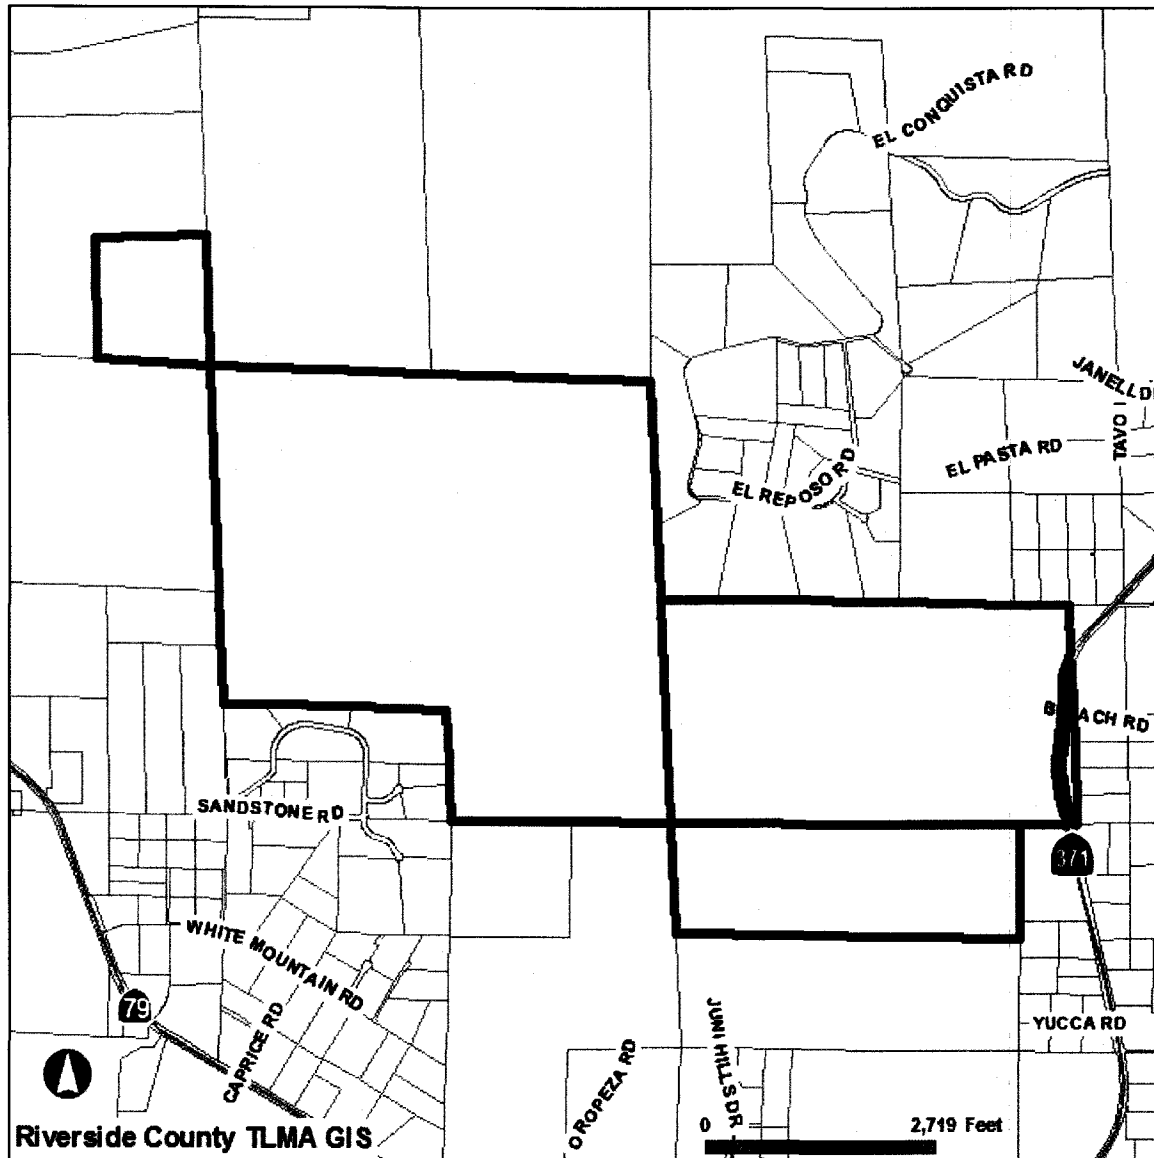 EL CONQUISTA RD
JANELL D
TAVO
EL PASTA RD
EL REPOSO RD
ACH RD
SANDSTONE RD
371
WHITE MOUNTAIN RD
79
CAPRICE RD
YUCCA RD
JUNI HILLS DR
OROPEZA RD
0 2,719 Feet
Riverside County TLMA GIS